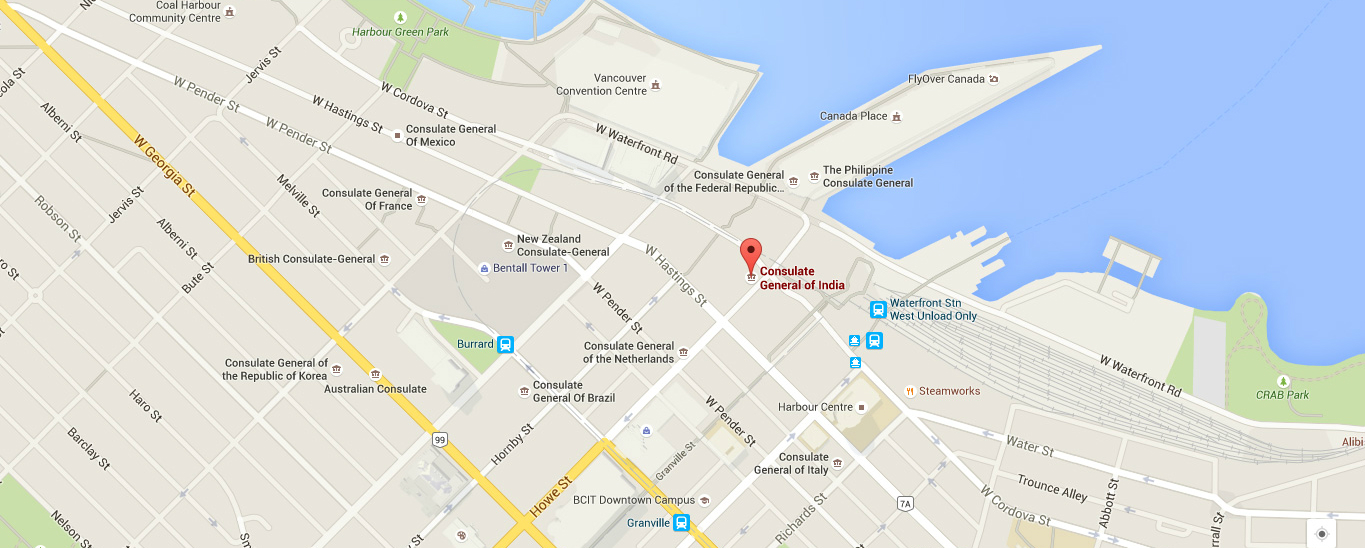 Coal Harbour
Community Centre
Harbour Green Park
Jervis St
W Cordova St
W Pender St
W Hastings St
Vancouver
Convention Centre
FlyOver Canada
Canada Place
W Waterfront Rd
Consulate General
Of Mexico
W Pender St
Alberni St
W Georgia St
Consulate General
of the Federal Republic...
The Philippine
Consulate General
Melville St
Consulate General
Of France
Jervis St
Robson St
Alberni St
Bute St
British Consulate-General
New Zealand
Consulate-General
Bentall Tower 1
W Hastings St
Consulate
General of India
W Pender St
Waterfront Stn
West Unload Only
Burrard
Consulate General
of the Netherlands
W Waterfront Rd
Consulate General of
the Republic of Korea
Australian Consulate
Consulate
General Of Brazil
Steamworks
CRAB Park
Haro St
W Pender St
Harbour Centre
Barclay St
99
Hornby St
Granville St
Consulate
General of Italy
Water St
Alibi
Trounce Alley
Howe St
BCIT Downtown Campus
Richards St
7A
W Cordova St
Abbott St
Granville
Nelson St